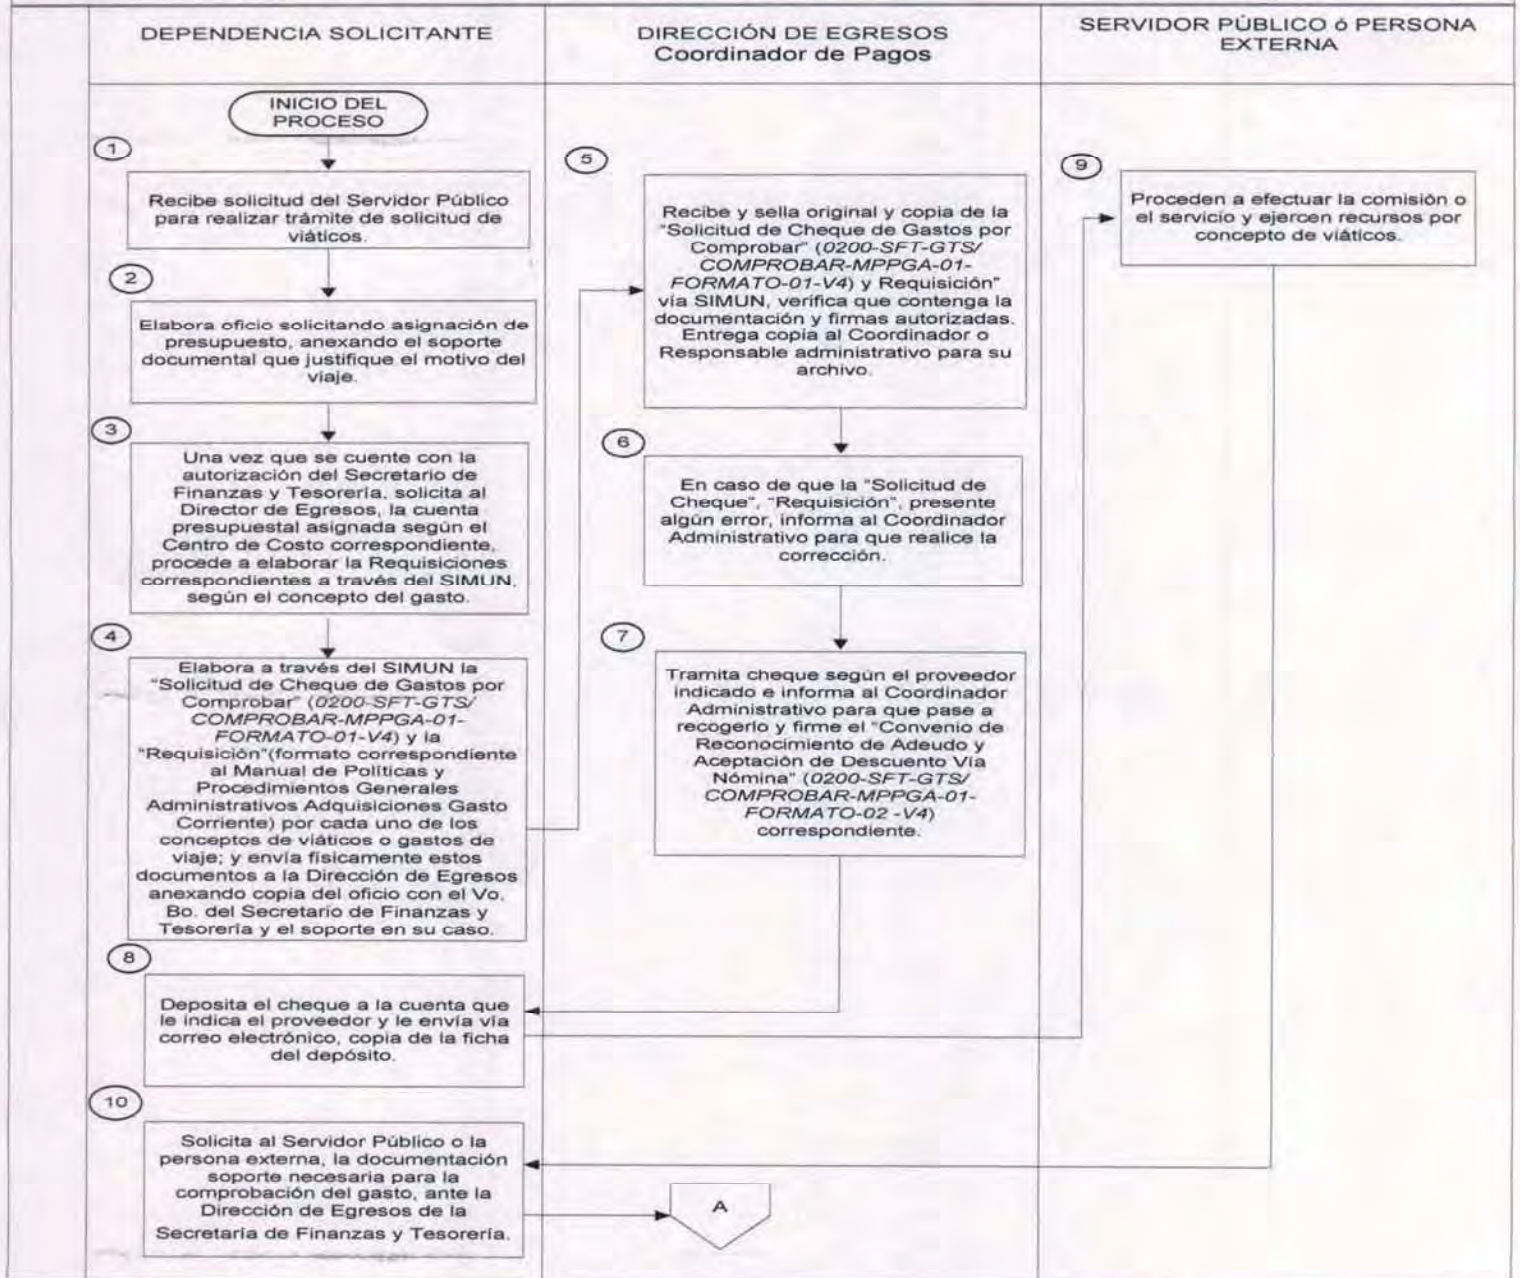 DEPENDENCIA SOLICITANTE
DIRECCIÓN DE EGRESOS
Coordinador de Pagos
SERVIDOR PÚBLICO ó PERSONA
EXTERNA
INICIO DEL
PROCESO
1
Recibe solicitud del Servidor Público
para realizar trámite de solicitud de
viáticos.
2
Elabora oficio solicitando asignación de
presupuesto, anexando el soporte
documental que justifique el motivo del
viaje.
3
Una vez que se cuente con la
autorización del Secretario de
Finanzas y Tesorería, solicita al
Director de Egresos, la cuenta
presupuestal asignada según el
Centro de Costo correspondiente,
procede a elaborar la Requisiciones
correspondientes a través del SIMUN,
según el concepto del gasto.
4
Elabora a través del SIMUN la
"Solicitud de Cheque de Gastos por
Comprobar" (0200-SFT-GTS/
COMPROBAR-MPPGA-01-
FORMATO-01-V4) y la
"Requisición"(formato correspondiente
al Manual de Políticas y
Procedimientos Generales
Administrativos Adquisiciones Gasto
Corriente) por cada uno de los
conceptos de viáticos o gastos de
viaje; y envía físicamente estos
documentos a la Dirección de Egresos
anexando copia del oficio con el Vo.
Bo. del Secretario de Finanzas y
Tesorería y el soporte en su caso.
5
Recibe y sella original y copia de la
"Solicitud de Cheque de Gastos por
Comprobar" (0200-SFT-GTS/
COMPROBAR-MPPGA-01-
FORMATO-01-V4) y Requisición"
vía SIMUN, verifica que contenga la
documentación y firmas autorizadas.
Entrega copia al Coordinador o
Responsable administrativo para su
archivo.
6
En caso de que la "Solicitud de
Cheque", "Requisición", presente
algún error, informa al Coordinador
Administrativo para que realice la
corrección.
7
Tramita cheque según el proveedor
indicado e informa al Coordinador
Administrativo para que pase a
recogerlo y firme el "Convenio de
Reconocimiento de Adeudo y
Aceptación de Descuento Vía
Nómina" (0200-SFT-GTS/
COMPROBAR-MPPGA-01-
FORMATO-02 -V4)
correspondiente.
8
Deposita el cheque a la cuenta que
le indica el proveedor y le envía vía
correo electrónico, copia de la ficha
del depósito.
9
Proceden a efectuar la comisión o
el servicio y ejercen recursos por
concepto de viáticos.
10
Solicita al Servidor Público o la
persona externa, la documentación
soporte necesaria para la
comprobación del gasto, ante la
Dirección de Egresos de la
Secretaría de Finanzas y Tesorería.
A